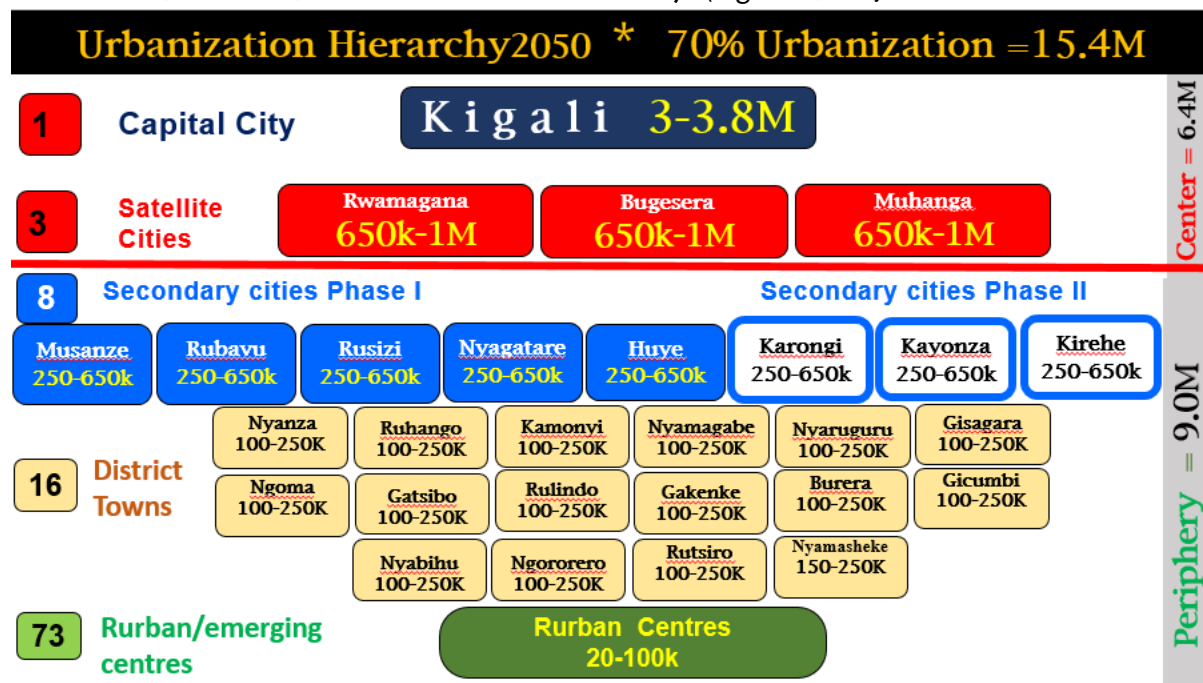 Urbanization Hierarchy2050 * 70% Urbanization =15.4M
1
Capital City
Kigali 3-3.8M
3
Satellite
Cities
Rwamagana
650k-1M
Bugesera
650k-1M
Muhanga
650k-1M
Center = 6.4M
8
Secondary cities Phase I
Secondary cities Phase II
Musanze
250-650k
Rubavu
250-650k
Rusizi
250-650k
Nyagatare
250-650k
Huye
250-650k
Karongi
250-650k
Kayonza
250-650k
Kirehe
250-650k
16
District
Towns
Nyanza
100-250K
Ruhango
100-250K
Kamonyi
100-250K
Nyamagabe
100-250K
Nyaruguru
100-250K
Gisagara
100-250K
Ngoma
100-250K
Gatsibo
100-250K
Rulindo
100-250K
Gakenke
100-250K
Burera
100-250K
Gicumbi
100-250K
Nyabihu
100-250K
Ngororero
100-250K
Rutsiro
100-250K
Nyamasheke
150-250K
73
Rurban/emerging
centres
Rurban Centres
20-100k
Periphery = 9.0M